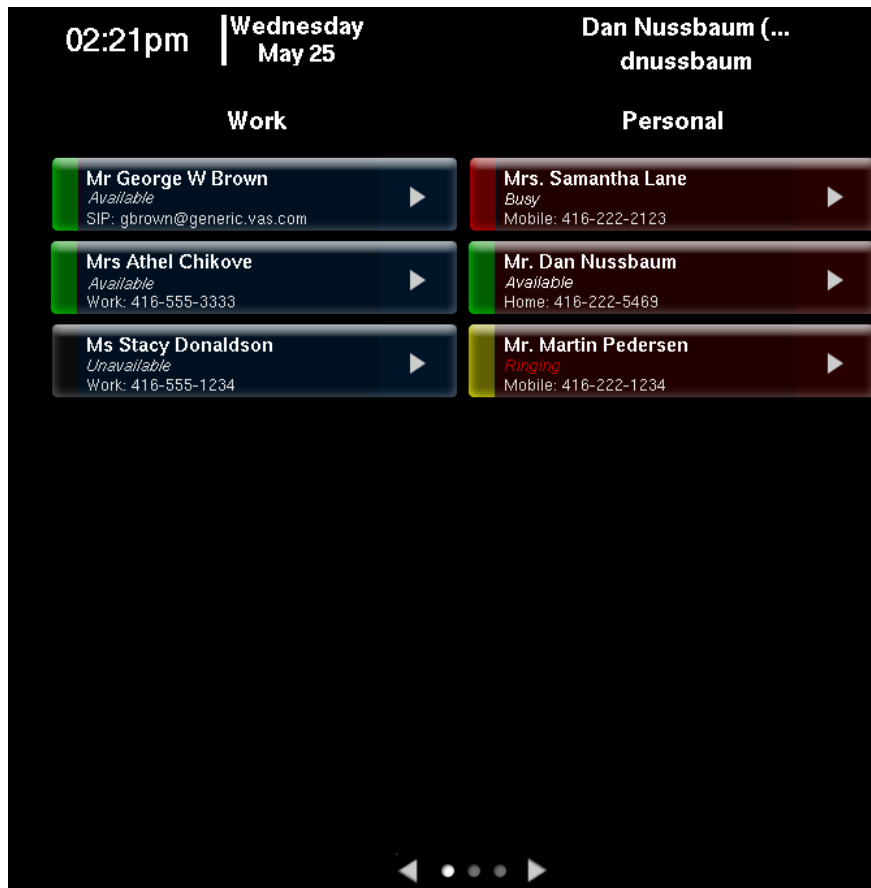 02:21pm
Wednesday
May 25
Dan Nussbaum (...
dnussbaum
Work
Mr George W Brown
Available
SIP: gbrown@generic.vas.com
Mrs Athel Chikove
Available
Work: 416-555-3333
Ms Stacy Donaldson
Unavailable
Work: 416-555-1234
Personal
Mrs. Samantha Lane
Busy
Mobile: 416-222-2123
Mr. Dan Nussbaum
Available
Home: 416-222-5469
Mr. Martin Pedersen
Ringing
Mobile: 416-222-1234